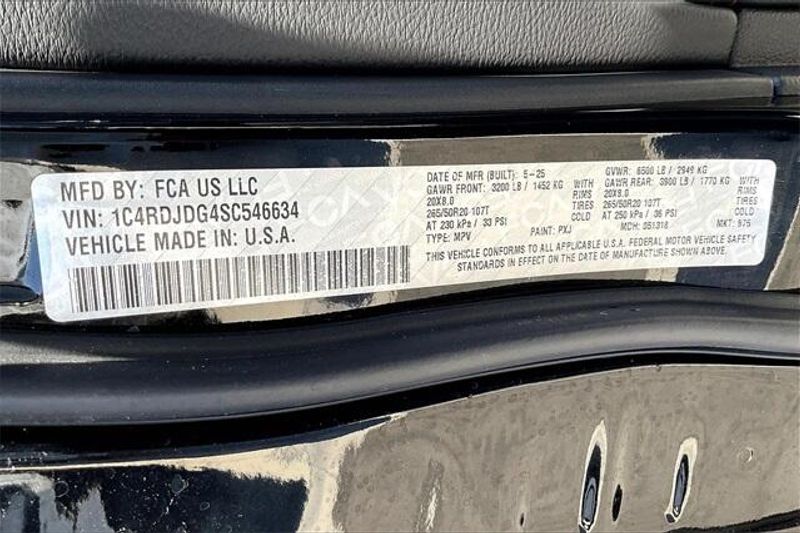 MFD BY: FCA US LLC
VIN: 1C4RDJDG4SC546634
VEHICLE MADE IN: U.S.A.
DATE OF MFR (BUILT): 5-25 GVWR: 6500 LB / 2949 KG
GAWR FRONT: 3200 LB / 1452 KG WITH GAWR REAR: 3900 LB / 1770 KG WITH
20X8.0 RIMS 20X8.0 RIMS
265/50R20 107T TIRES 265/50R20 107T TIRES
AT 230 kPa / 33 PSI COLD AT 250 kPa / 36 PSI COLD
TYPE: MPV PAINT: PXJ MDH: 051318 MKT: 975
THIS VEHICLE CONFORMS TO ALL APPLICABLE U.S.A. FEDERAL MOTOR VEHICLE SAFETY
STANDARDS IN EFFECT ON THE DATE OF MANUFACTURE SHOWN ABOVE.